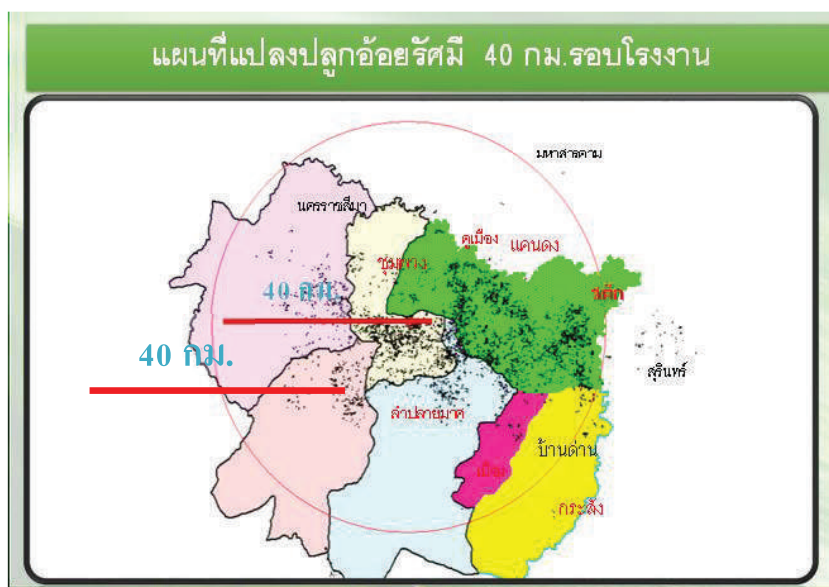 แผนที่แปลงปลูกอ้อยรัศมี 40 กม.รอบโรงงาน
มหาสารคาม
นครราชสีมา
คูเมือง
แคนดง
ชุมพวง
สตึก
40 กม.
40 กม.
สุรินทร์
ลำปลายมาศ
บ้านด่าน
เมือง
กระสัง